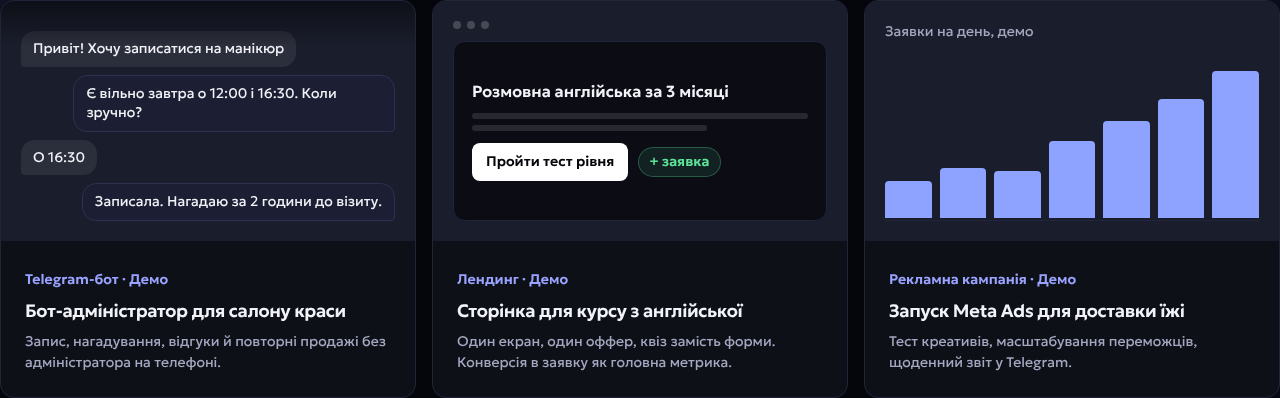 Привіт! Хочу записатися на манікюр
Є вільно завтра о 12:00 і 16:30. Коли
зручно?
О 16:30
Записала. Нагадаю за 2 години до візиту.
Telegram-бот · Демо
Бот-адміністратор для салону краси
Запис, нагадування, відгуки й повторні продажі без
адміністратора на телефоні.
Розмовна англійська за 3 місяці
Пройти тест рівня
+ заявка
Лендинг · Демо
Сторінка для курсу з англійської
Один екран, один оффер, квіз замість форми.
Конверсія в заявку як головна метрика.
Заявки на день, демо
Рекламна кампанія · Демо
Запуск Meta Ads для доставки їжі
Тест креативів, масштабування переможців,
щоденний звіт у Telegram.